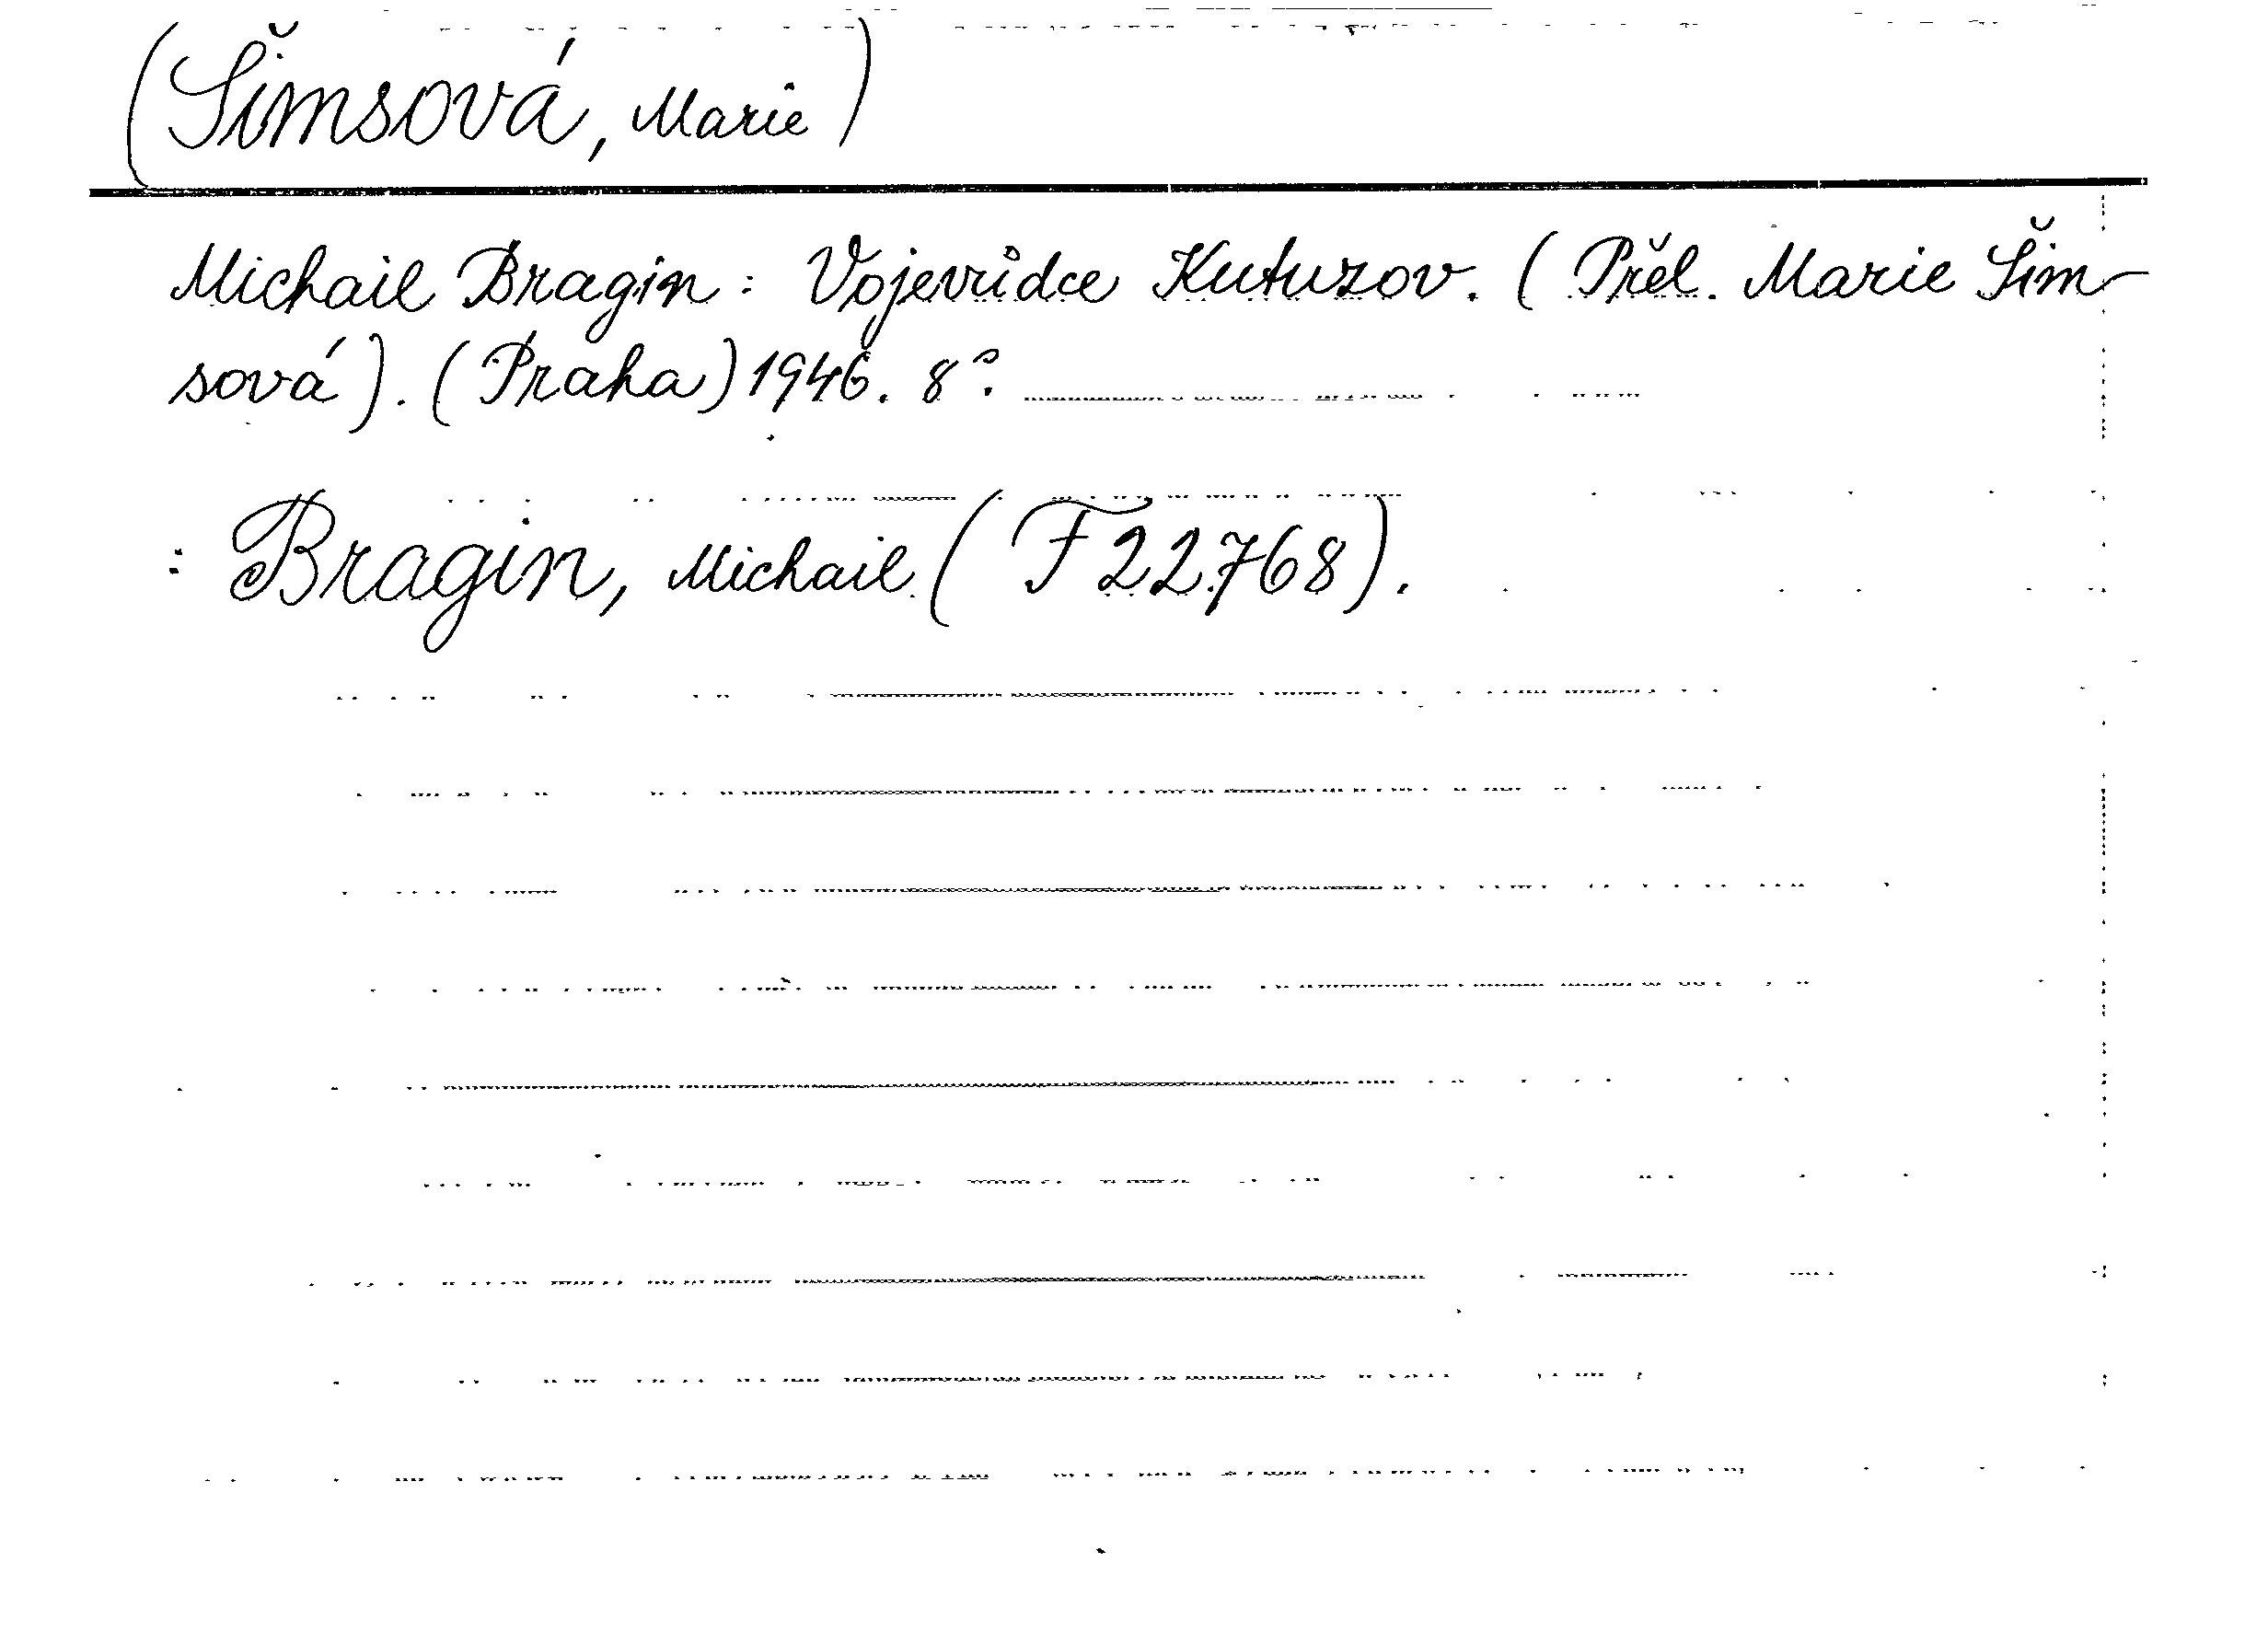 (Šimsová, Marie)
Michail Bragin: Vojevůdce Kutuzov. (Přel. Marie Šim-
sová). (Praha) 1946. 8°.
: Bragin, Michail (F 22.768).